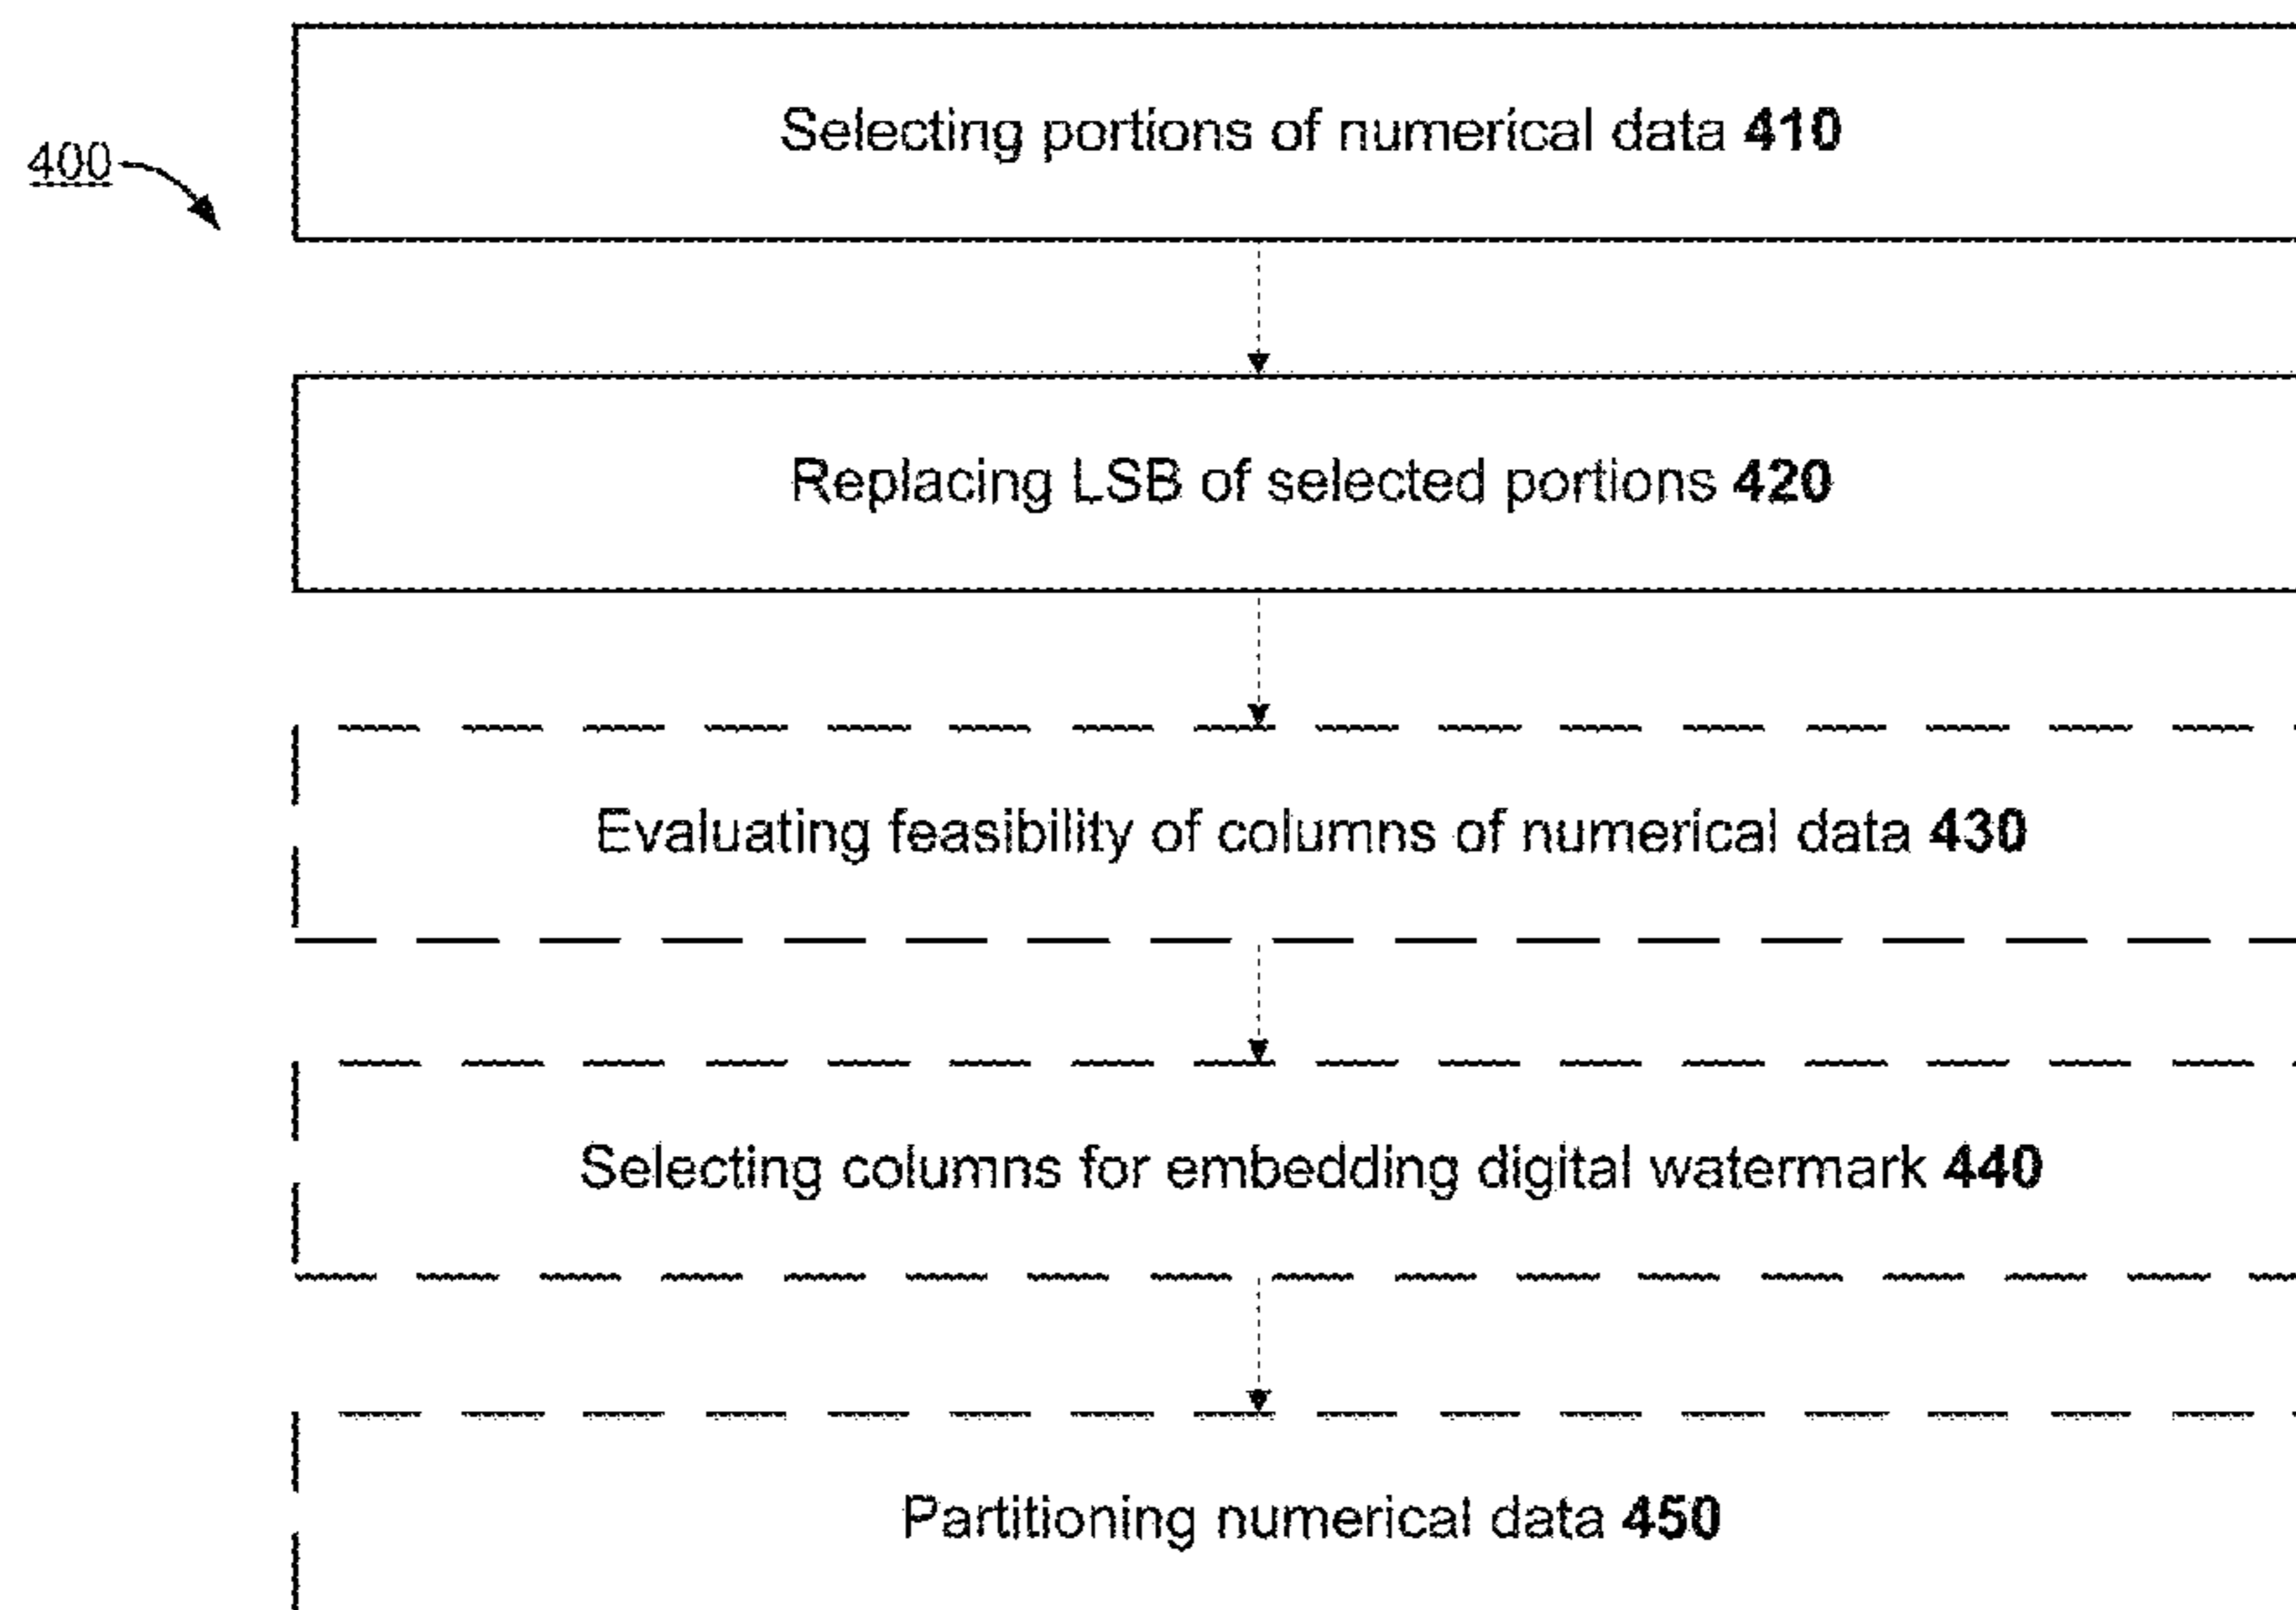 Selecting portions of numerical data 410
400
Replacing LSB of selected portions 420
Evaluating feasibility of columns of numerical data 430
Selecting columns for embedding digital watermark 440
Partitioning numerical data 450